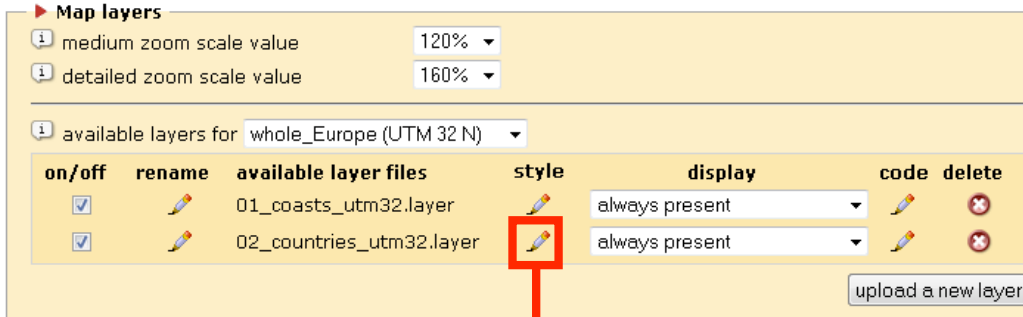 Map layers
medium zoom scale value 120%
detailed zoom scale value 160%
available layers for whole_Europe (UTM 32 N)
on/off rename available layer files style display code delete
01_coasts_utm32.layer always present
02_countries_utm32.layer always present
upload a new layer